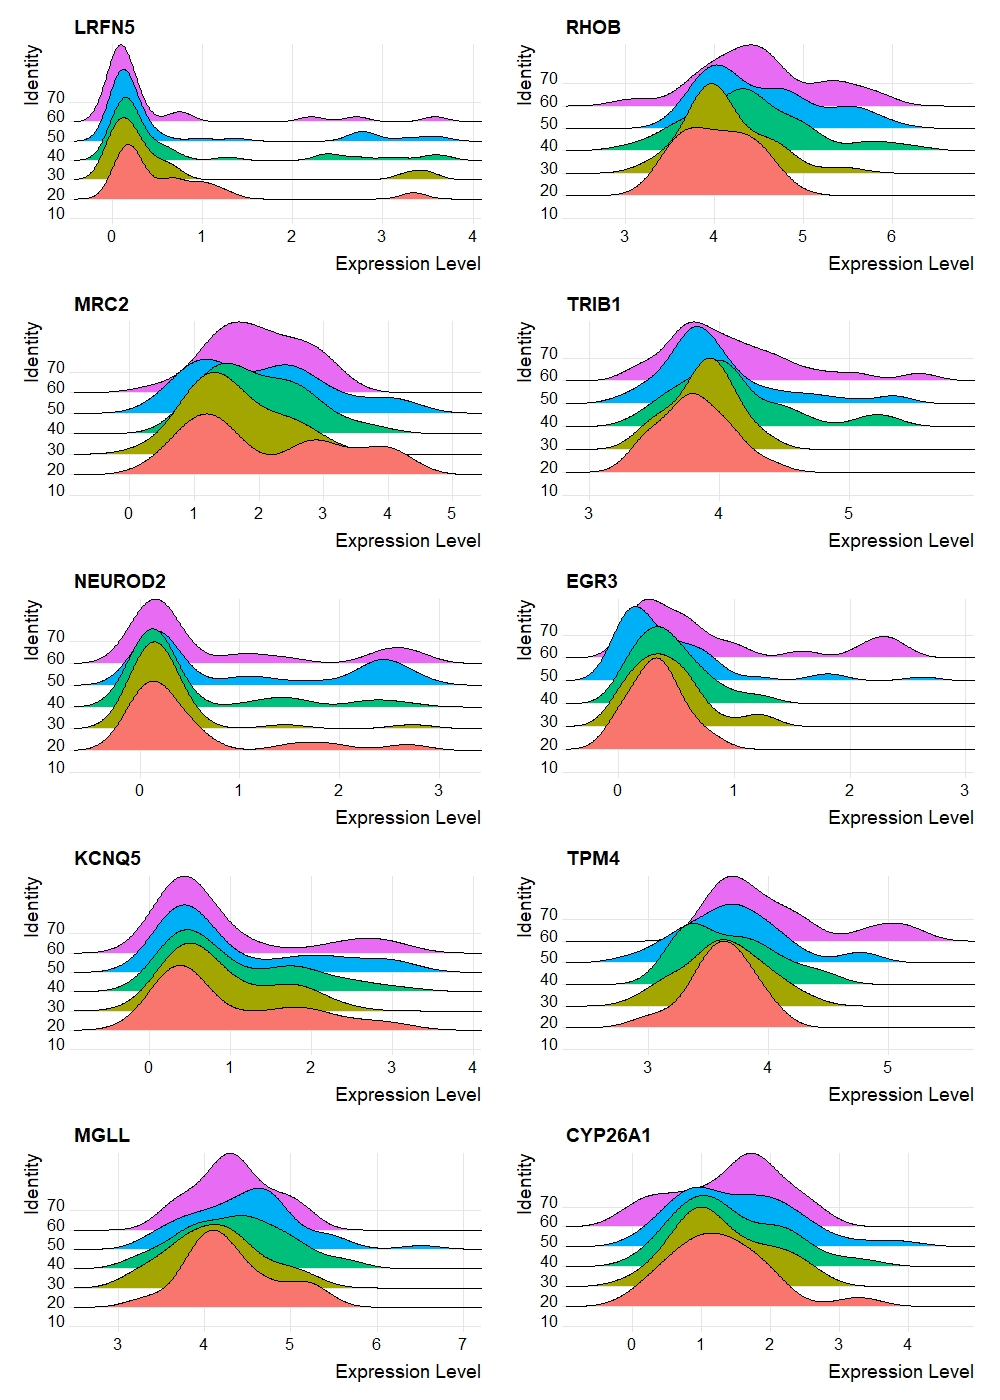 LRFN5
Identity
70
60
50
40
30
20
10
0 1 2 3 4
Expression Level
RHOB
Identity
70
60
50
40
30
20
10
3 4 5 6
Expression Level
MRC2
Identity
70
60
50
40
30
20
10
0 1 2 3 4 5
Expression Level
TRIB1
Identity
70
60
50
40
30
20
10
3 4 5
Expression Level
NEUROD2
Identity
70
60
50
40
30
20
10
0 1 2 3
Expression Level
EGR3
Identity
70
60
50
40
30
20
10
0 1 2 3
Expression Level
KCNQ5
Identity
70
60
50
40
30
20
10
0 1 2 3 4
Expression Level
TPM4
Identity
70
60
50
40
30
20
10
3 4 5
Expression Level
MGLL
Identity
70
60
50
40
30
20
10
3 4 5 6 7
Expression Level
CYP26A1
Identity
70
60
50
40
30
20
10
0 1 2 3 4
Expression Level